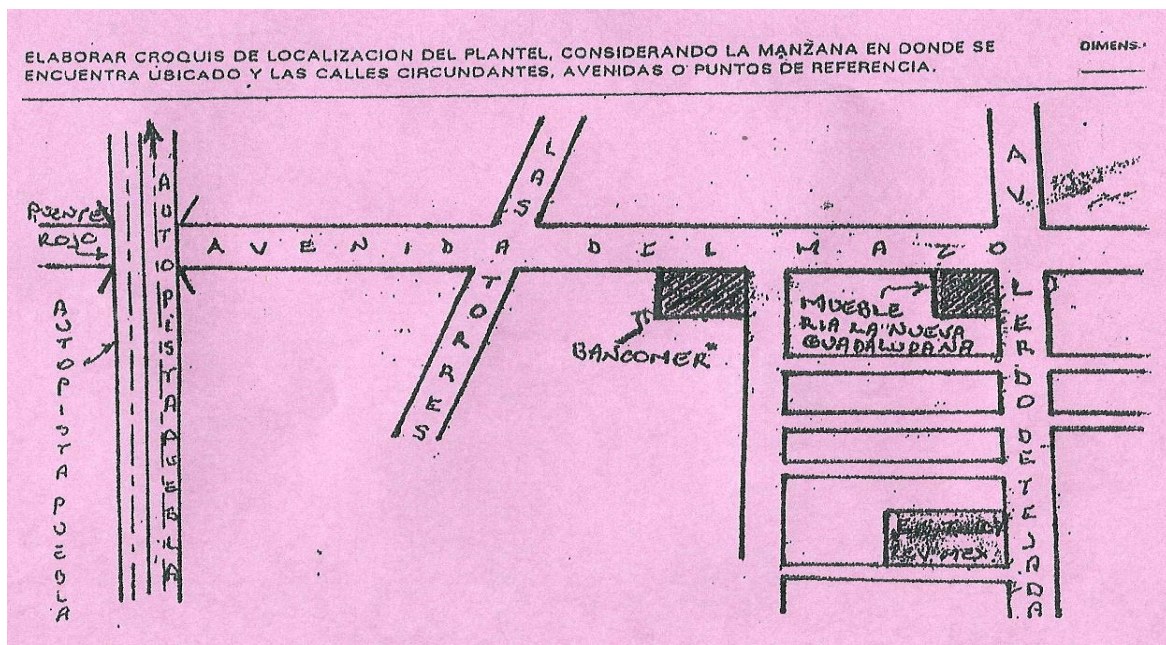 ELABORAR CROQUIS DE LOCALIZACION DEL PLANTEL, CONSIDERANDO LA MANZANA EN DONDE SE
ENCUENTRA UBICADO Y LAS CALLES CIRCUNDANTES, AVENIDAS O PUNTOS DE REFERENCIA.
DIMENS.
PUENTE
ROJO
AUTOPISTA PUEBLA
AUTOPISTA PUEBLA
AVENIDA DEL MAZO
LAS
TORRES
BANCOMER
MUEBLE
RIA LA NUEVA
GUADALUPANA
AV
LERDO DE TEJADA
REV. MEX